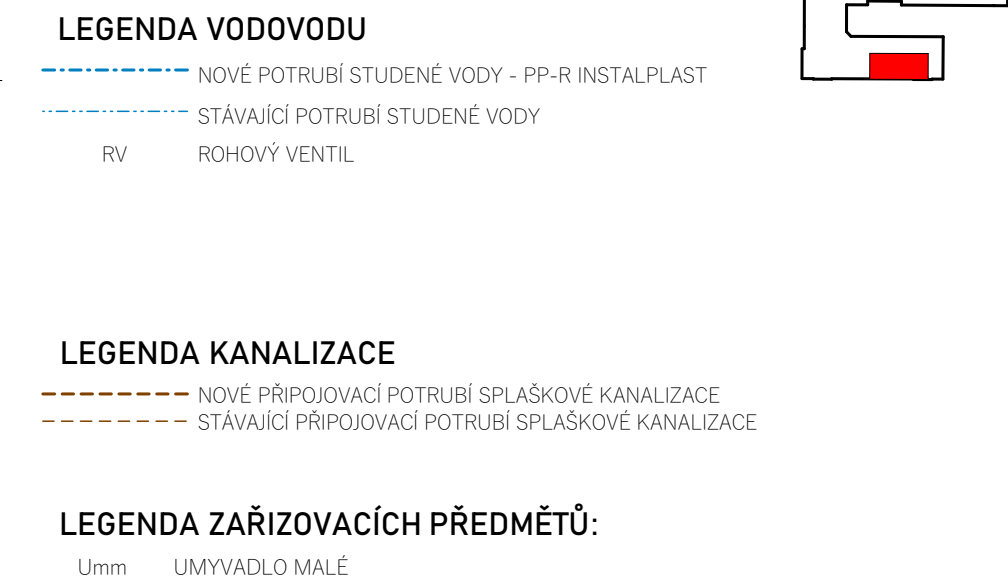 LEGENDA VODOVODU
NOVÉ POTRUBÍ STUDENÉ VODY - PP-R INSTALPLAST
STÁVAJÍCÍ POTRUBÍ STUDENÉ VODY
RV ROHOVÝ VENTIL
LEGENDA KANALIZACE
NOVÉ PŘIPOJOVACÍ POTRUBÍ SPLAŠKOVÉ KANALIZACE
STÁVAJÍCÍ PŘIPOJOVACÍ POTRUBÍ SPLAŠKOVÉ KANALIZACE
LEGENDA ZAŘIZOVACÍCH PŘEDMĚTŮ:
Umm UMYVADLO MALÉ